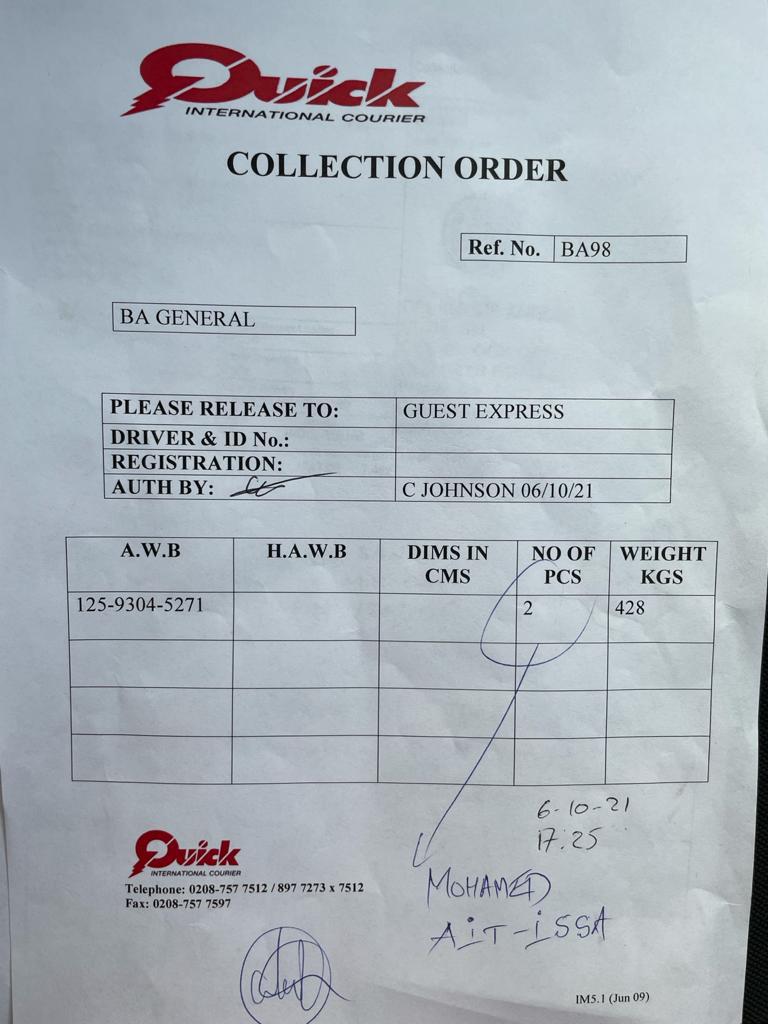 Quick
INTERNATIONAL COURIER
COLLECTION ORDER
Ref. No. BA98
BA GENERAL
PLEASE RELEASE TO: GUEST EXPRESS
DRIVER & ID No.:
REGISTRATION:
AUTH BY: C JOHNSON 06/10/21
A.W.B H.A.W.B DIMS IN CMS NO OF PCS WEIGHT KGS
125-9304-5271 2 428
6-10-21
17.25
Quick
INTERNATIONAL COURIER
Telephone: 0208-757 7512 / 897 7273 x 7512
Fax: 0208-757 7597
MOHAMED
AiT-iSSA
IM5.1 (Jun 09)